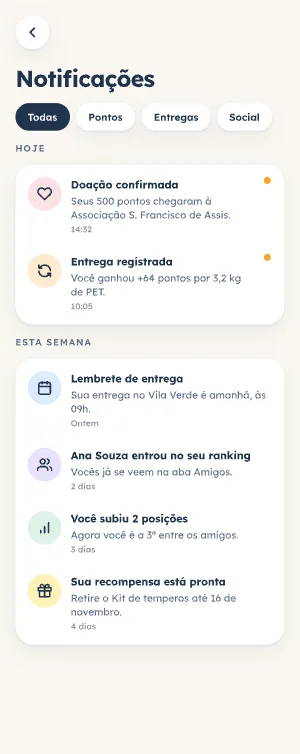 Notificações
Todas
Pontos
Entregas
Social
HOJE
Doação confirmada
Seus 500 pontos chegaram à
Associação S. Francisco de Assis.
14:32
Entrega registrada
Você ganhou +64 pontos por 3,2 kg
de PET.
10:05
ESTA SEMANA
Lembrete de entrega
Sua entrega no Vila Verde é amanhã, às
09h.
Ontem
Ana Souza entrou no seu ranking
Vocês já se veem na aba Amigos.
2 dias
Você subiu 2 posições
Agora você é a 3ª entre os amigos.
3 dias
Sua recompensa está pronta
Retire o Kit de temperos até 16 de
novembro.
4 dias